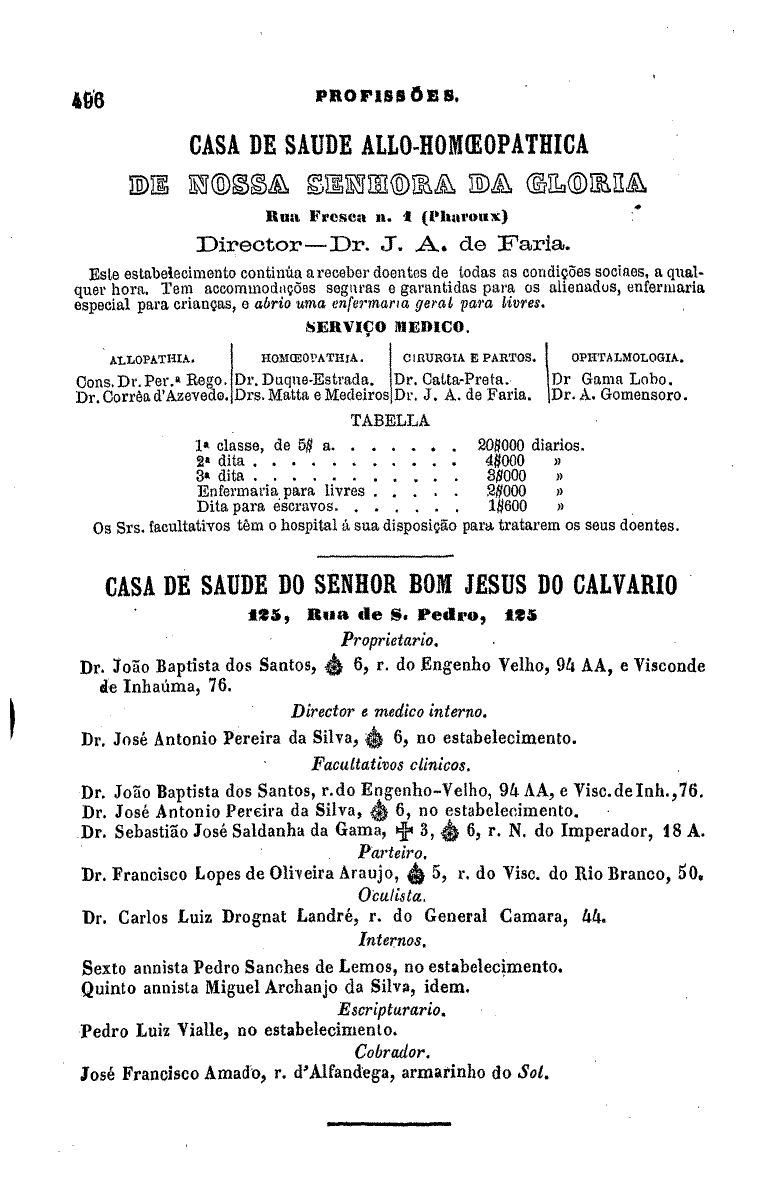 496 PROFISSÕES.
CASA DE SAUDE ALLO-HOMŒOPATHICA
DE NOSSA SENHORA DA GLORIA
Rua Fresca n. 1 (Pharoux)
Director—Dr. J. A. de Faria.
Este estabelecimento continúa a receber doentes de todas as condições sociaes, a qual-
quer hora. Tem accommodações seguras e garantidas para os alienados, enfermaria
especial para crianças, e abrio uma enfermaria geral para livres.
SERVIÇO MEDICO.
ALLOPATHIA. HOMŒOPATHIA. CIRURGIA E PARTOS. OPHTALMOLOGIA.
Cons. Dr. Per.ª Rego. Dr. Duque-Estrada. Dr. Catta-Preta. Dr Gama Lobo.
Dr. Corrêa d'Azevedo. Drs. Matta e Medeiros Dr. J. A. de Faria. Dr. A. Gomensoro.
TABELLA
1ª classe, de 5$ a. . . . . . . 20$000 diarios.
2ª dita . . . . . . . . . . . 4$000 »
3ª dita . . . . . . . . . . . 3$000 »
Enfermaria para livres . . . . . 2$000 »
Dita para escravos. . . . . . . 1$600 »
Os Srs. facultativos têm o hospital á sua disposição para tratarem os seus doentes.
CASA DE SAUDE DO SENHOR BOM JESUS DO CALVARIO
125, Rua de S. Pedro, 125
Proprietario.
Dr. João Baptista dos Santos, 6, r. do Engenho Velho, 94 AA, e Visconde
de Inhaúma, 76.
Director e medico interno.
Dr. José Antonio Pereira da Silva, 6, no estabelecimento.
Facultativos clinicos.
Dr. João Baptista dos Santos, r. do Engenho-Velho, 94 AA, e Visc. de Inh., 76.
Dr. José Antonio Pereira da Silva, 6, no estabelecimento.
Dr. Sebastião José Saldanha da Gama, 3, 6, r. N. do Imperador, 18 A.
Parteiro.
Dr. Francisco Lopes de Oliveira Araujo, 5, r. do Visc. do Rio Branco, 50.
Oculista.
Dr. Carlos Luiz Drognat Landré, r. do General Camara, 44.
Internos.
Sexto annista Pedro Sanches de Lemos, no estabelecimento.
Quinto annista Miguel Archanjo da Silva, idem.
Escripturario.
Pedro Luiz Vialle, no estabelecimento.
Cobrador.
José Francisco Amado, r. d'Alfandega, armarinho do Sol.